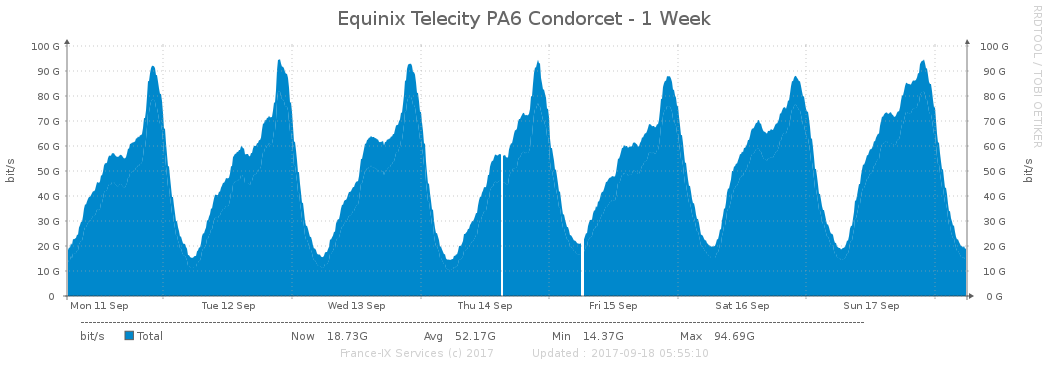 Equinix Telecity PA6 Condorcet - 1 Week
RRDTOOL / TOBI OETIKER
bit/s
100 G
90 G
80 G
70 G
60 G
50 G
40 G
30 G
20 G
10 G
0
100 G
90 G
80 G
70 G
60 G
50 G
40 G
30 G
20 G
10 G
0 G
bit/s
Mon 11 Sep Tue 12 Sep Wed 13 Sep Thu 14 Sep Fri 15 Sep Sat 16 Sep Sun 17 Sep
bit/s Total Now 18.73G Avg 52.17G Min 14.37G Max 94.69G
France-IX Services (c) 2017 Updated : 2017-09-18 05:55:10